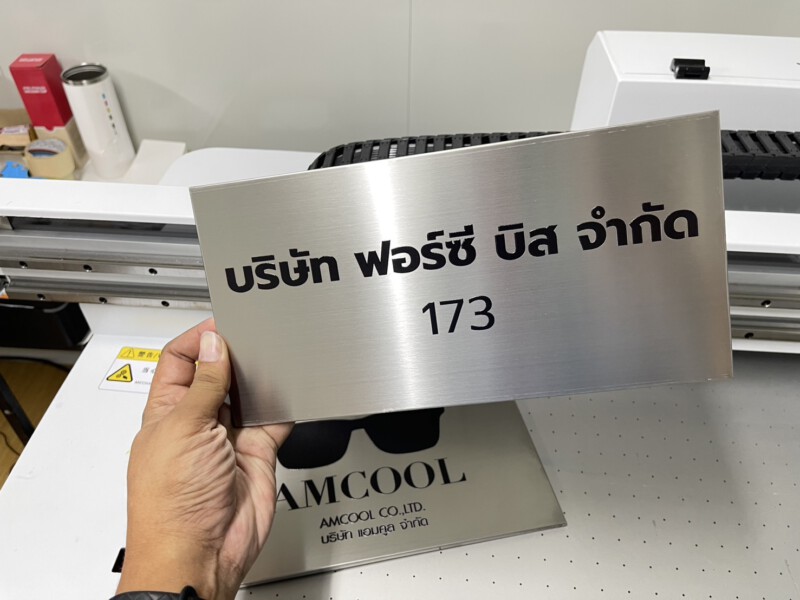 บริษัท ฟอร์ซี บิส จำกัด
173
AMCOOL
AMCOOL CO.,LTD.
บริษัท แอมคูล จำกัด